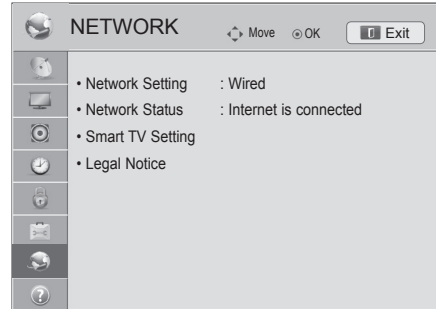 NETWORK Move OK Exit
• Network Setting : Wired
• Network Status : Internet is connected
• Smart TV Setting
• Legal Notice